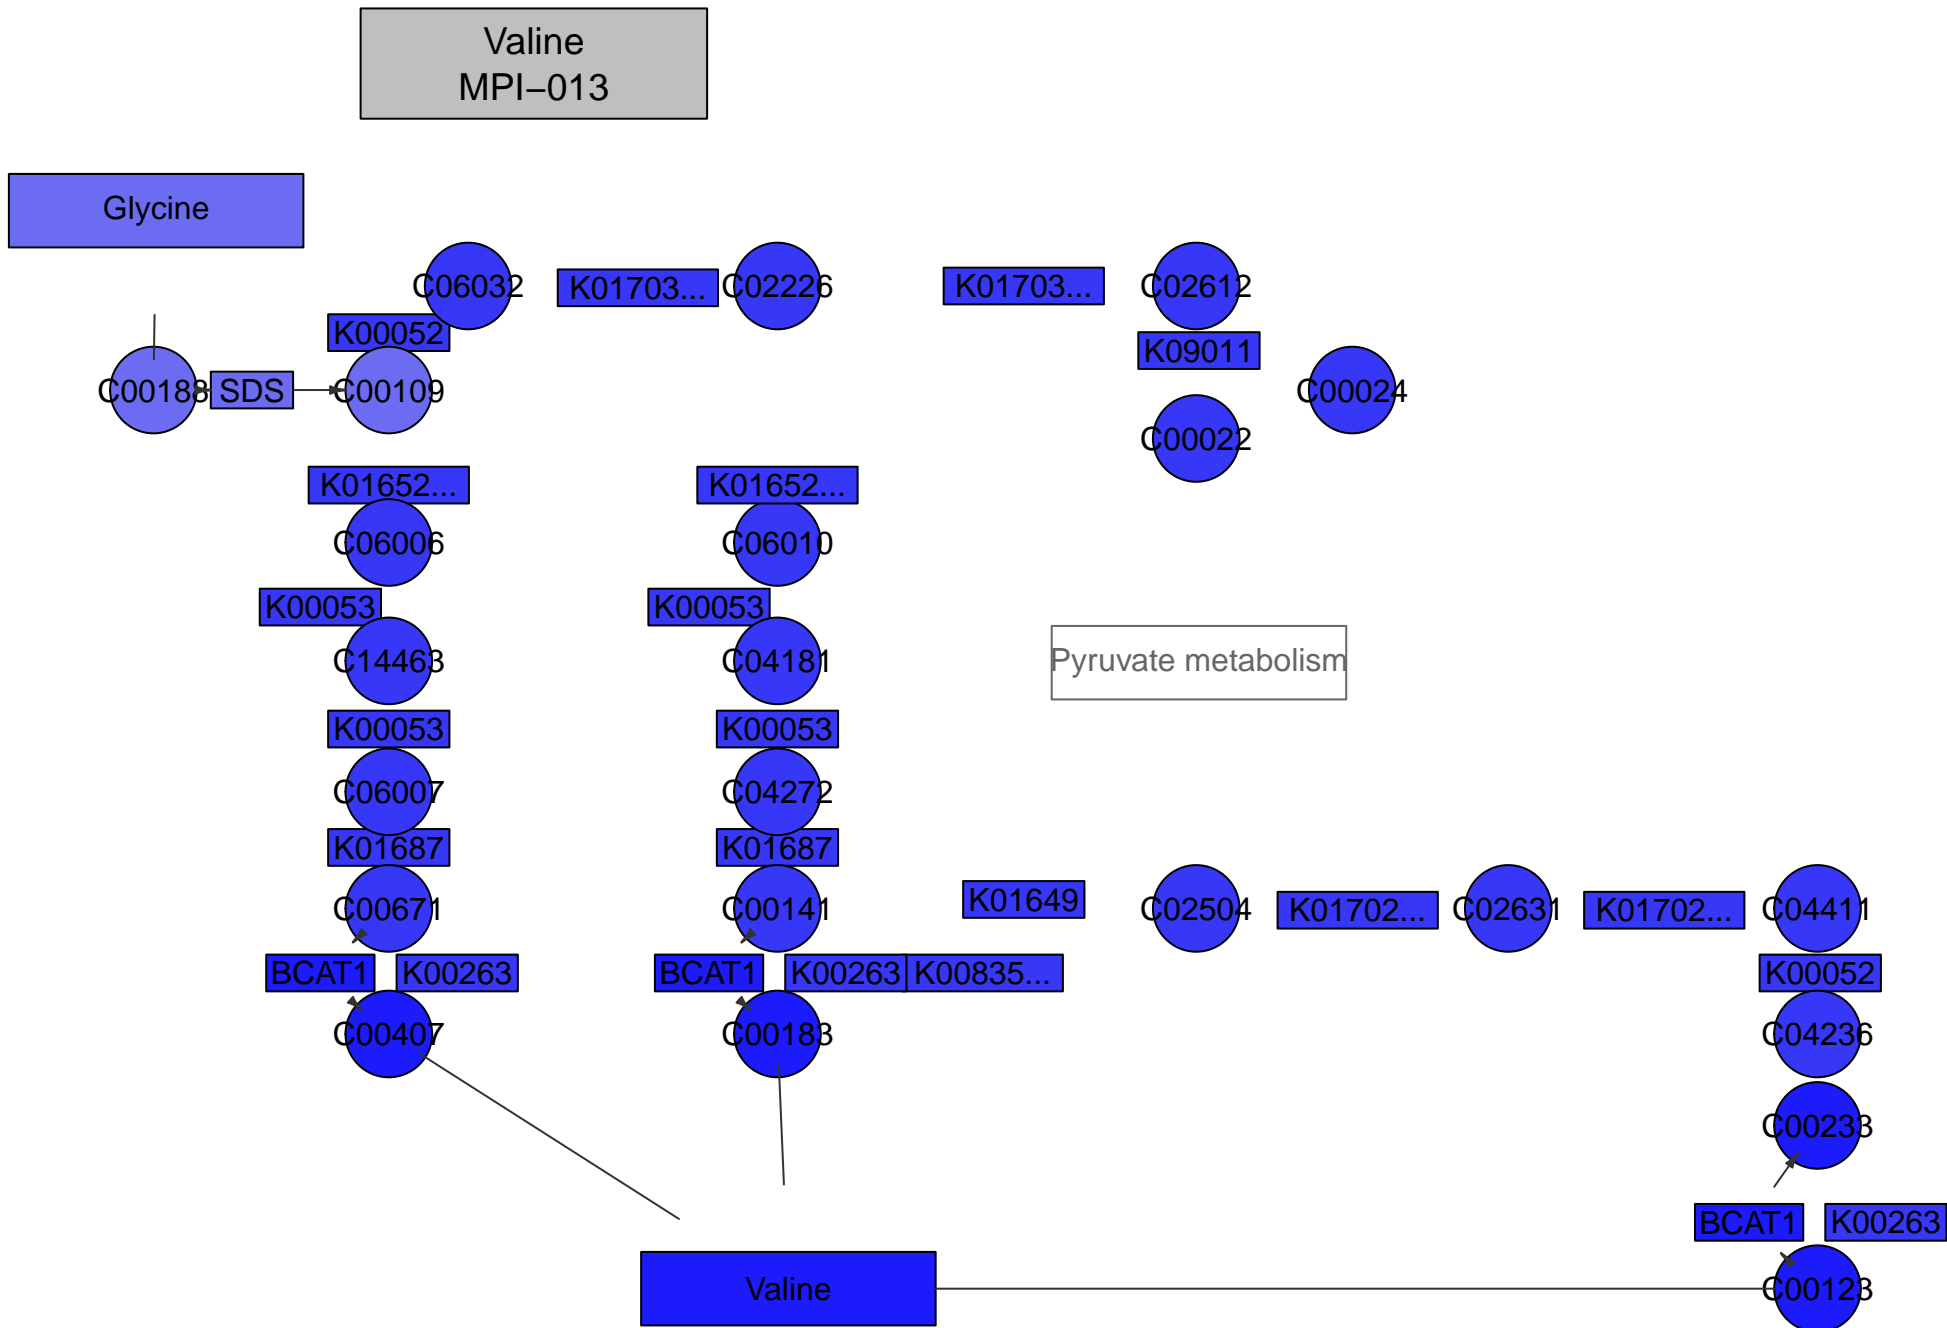 Valine
MPI–013
Glycine
C06032
K01703...
C02226
K01703...
C02612
K00052
K09011
C00188
SDS
C00109
C00024
C00022
K01652...
K01652...
C06006
C06010
K00053
K00053
C14463
C04181
Pyruvate metabolism
K00053
K00053
C06007
C04272
K01687
K01687
C00671
C00141
K01649
C02504
K01702...
C02631
K01702...
C04411
BCAT1
K00263
BCAT1
K00263
K00835...
K00052
C00407
C00183
C04236
C00233
BCAT1
K00263
Valine
C00123